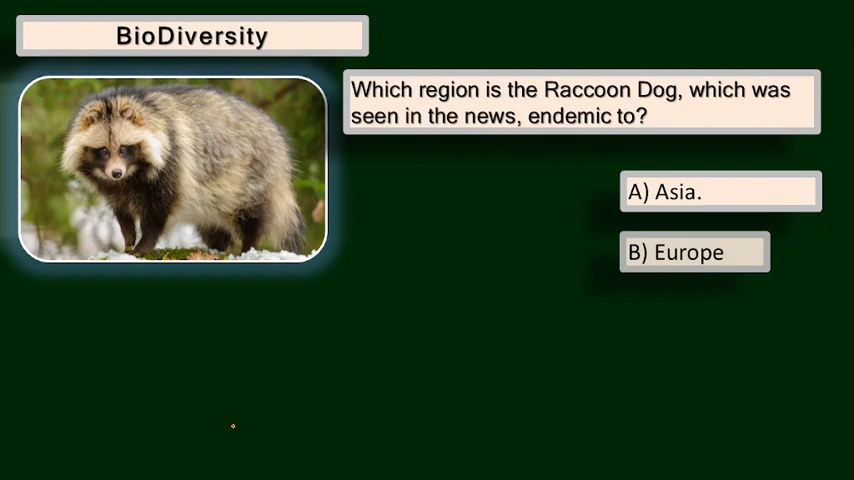 BioDiversity
Which region is the Raccoon Dog, which was
seen in the news, endemic to?
A) Asia.
B) Europe